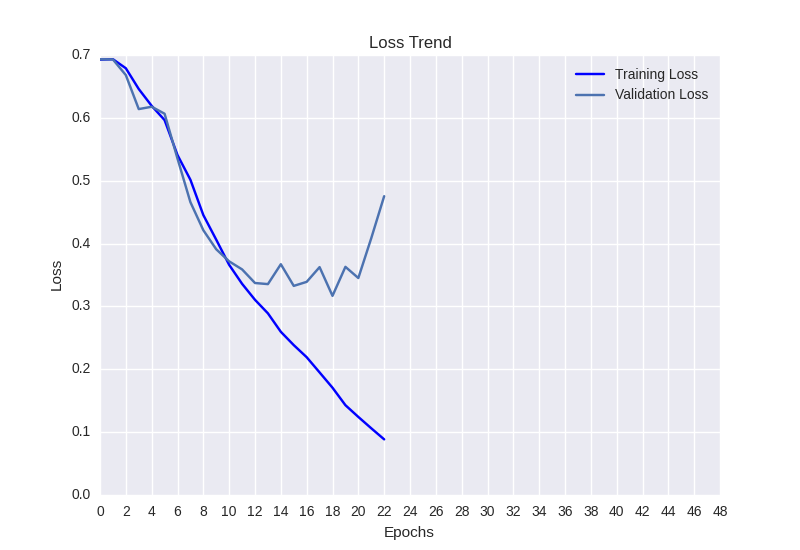 Loss Trend
Training Loss
Validation Loss
0.7
0.6
0.5
0.4
0.3
0.2
0.1
0.0
Loss
0 2 4 6 8 10 12 14 16 18 20 22 24 26 28 30 32 34 36 38 40 42 44 46 48
Epochs